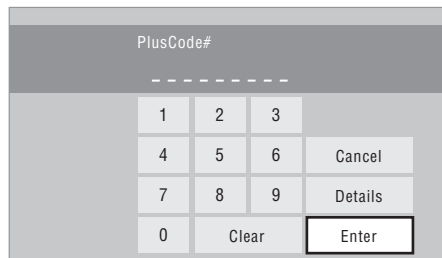 PlusCode#
_ _ _ _ _ _ _ _ _
1 2 3
4 5 6 Cancel
7 8 9 Details
0 Clear Enter